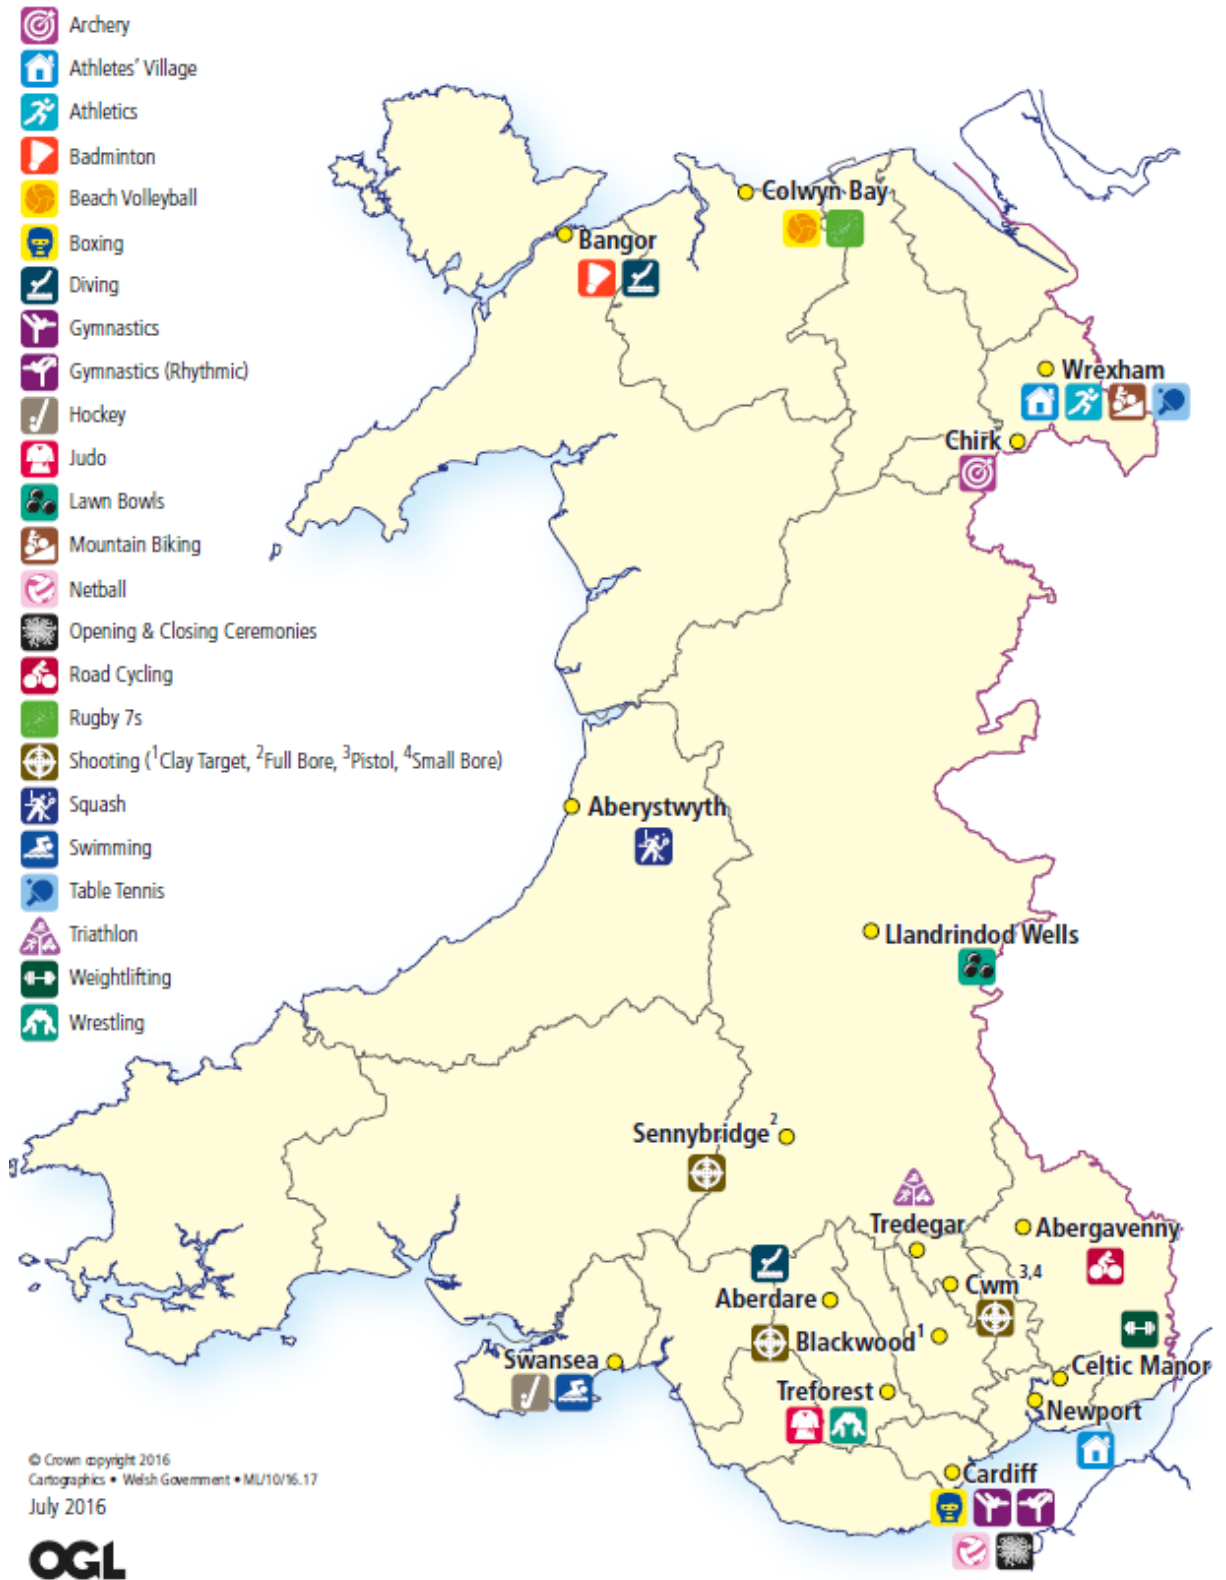 Archery
Athletes' Village
Athletics
Badminton
Beach Volleyball
Boxing
Diving
Gymnastics
Gymnastics (Rhythmic)
Hockey
Judo
Lawn Bowls
Mountain Biking
Netball
Opening & Closing Ceremonies
Road Cycling
Rugby 7s
Shooting (¹Clay Target, ²Full Bore, ³Pistol, ⁴Small Bore)
Squash
Swimming
Table Tennis
Triathlon
Weightlifting
Wrestling
Colwyn Bay
Bangor
Wrexham
Chirk
Aberystwyth
Llandrindod Wells
Sennybridge²
Tredegar
Abergavenny
Cwm³,⁴
Aberdare
Blackwood¹
Swansea
Celtic Manor
Treforest
Newport
Cardiff
© Crown copyright 2016
Cartographics • Welsh Government • ML/10/16.17
July 2016
OGL